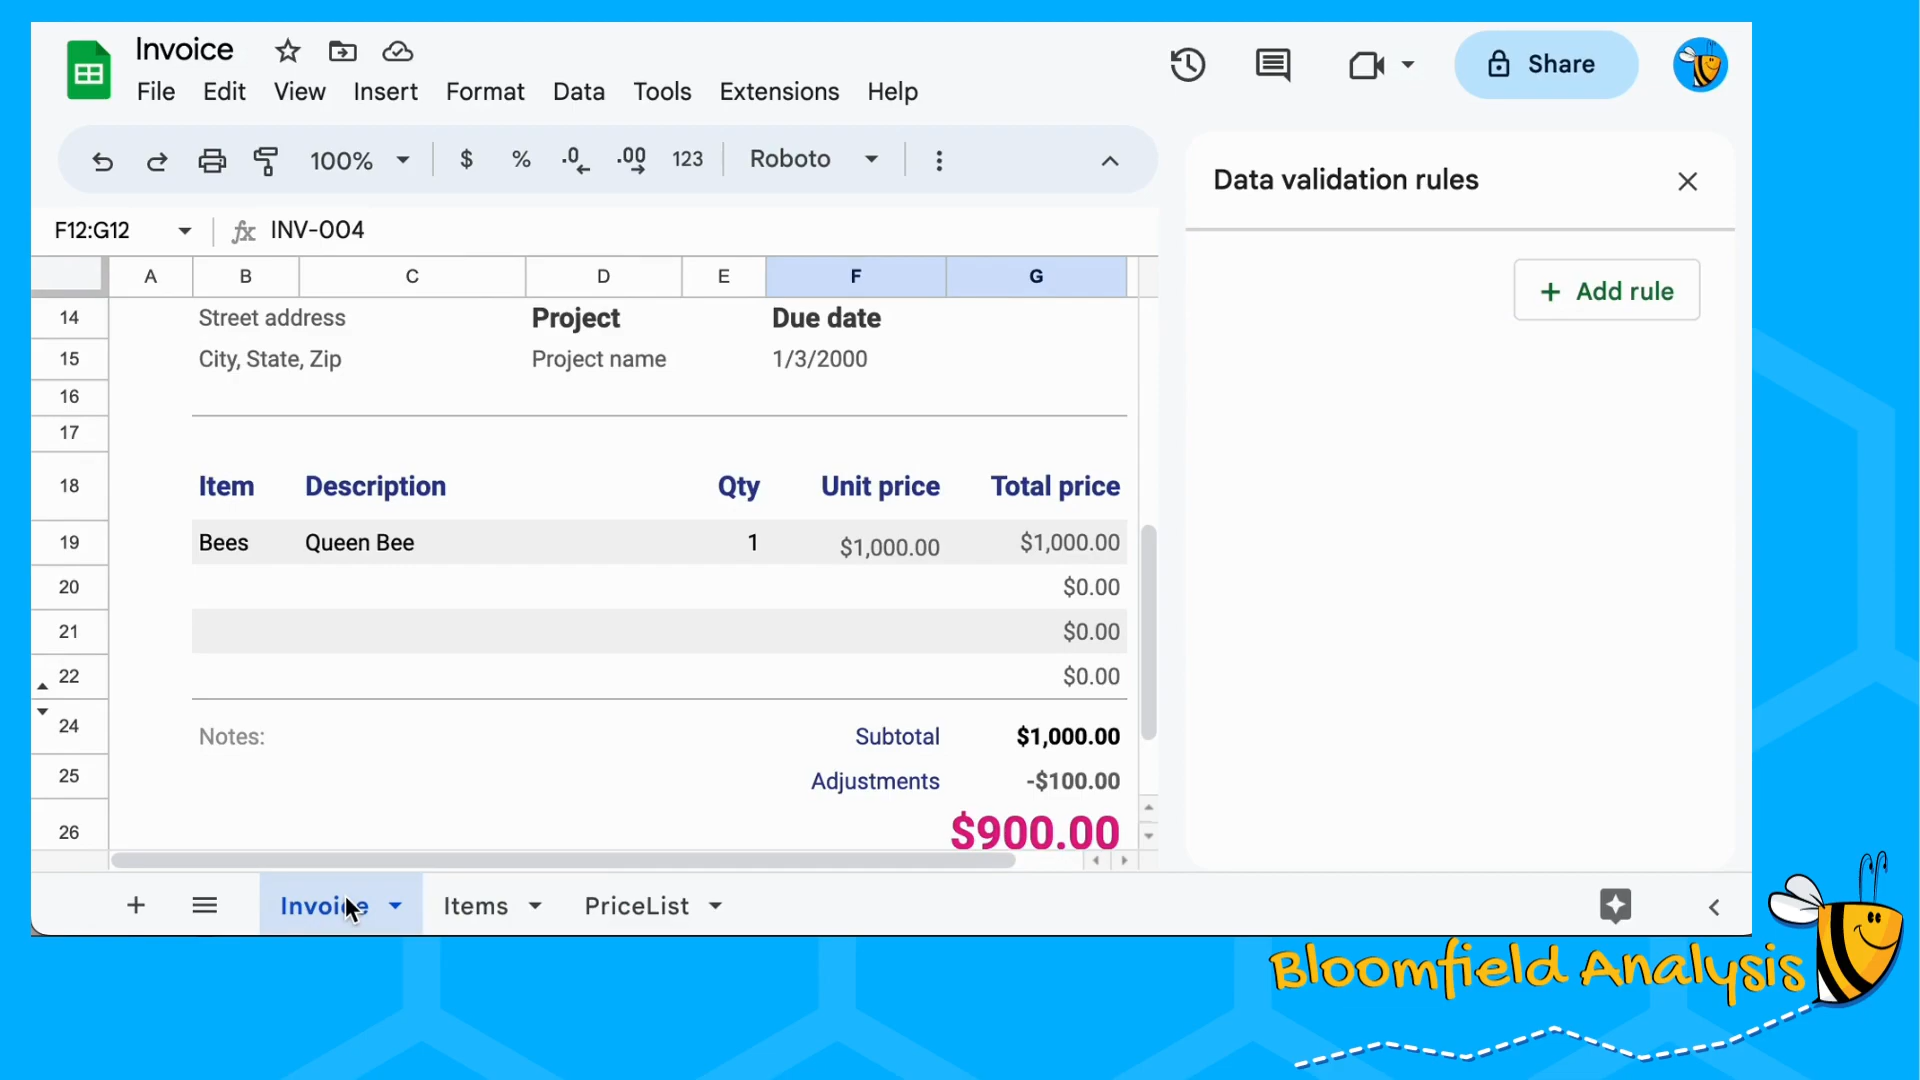 Invoice
File Edit View Insert Format Data Tools Extensions Help
Share
100% $ % .0 .00 123 Roboto
Data validation rules
F12:G12 fx INV-004
+ Add rule
A B C D E F G
14 Street address Project Due date
15 City, State, Zip Project name 1/3/2000
16
17
18 Item Description Qty Unit price Total price
19 Bees Queen Bee 1 $1,000.00 $1,000.00
20 $0.00
21 $0.00
22 $0.00
24 Notes: Subtotal $1,000.00
25 Adjustments -$100.00
26 $900.00
Invoice Items PriceList
Bloomfield Analysis